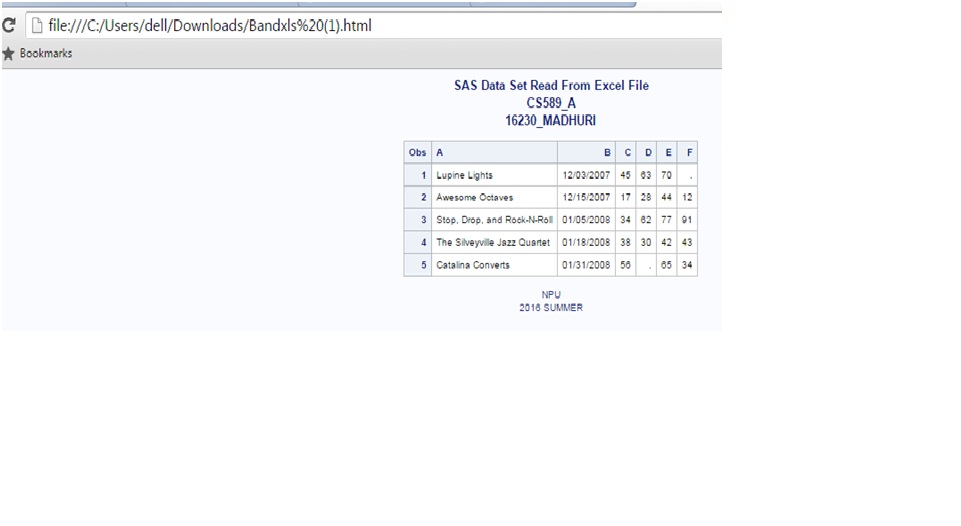 file:///C:/Users/dell/Downloads/Bandxls%20(1).html
Bookmarks
SAS Data Set Read From Excel File
CS589_A
16230_MADHURI
Obs A B C D E F
1 Lupine Lights 12/03/2007 45 63 70 .
2 Awesome Octaves 12/15/2007 17 28 44 12
3 Stop, Drop, and Rock-N-Roll 01/05/2008 34 62 77 91
4 The Silveyville Jazz Quartet 01/18/2008 38 30 42 43
5 Catalina Converts 01/31/2008 56 . 65 34
NPU
2016 SUMMER